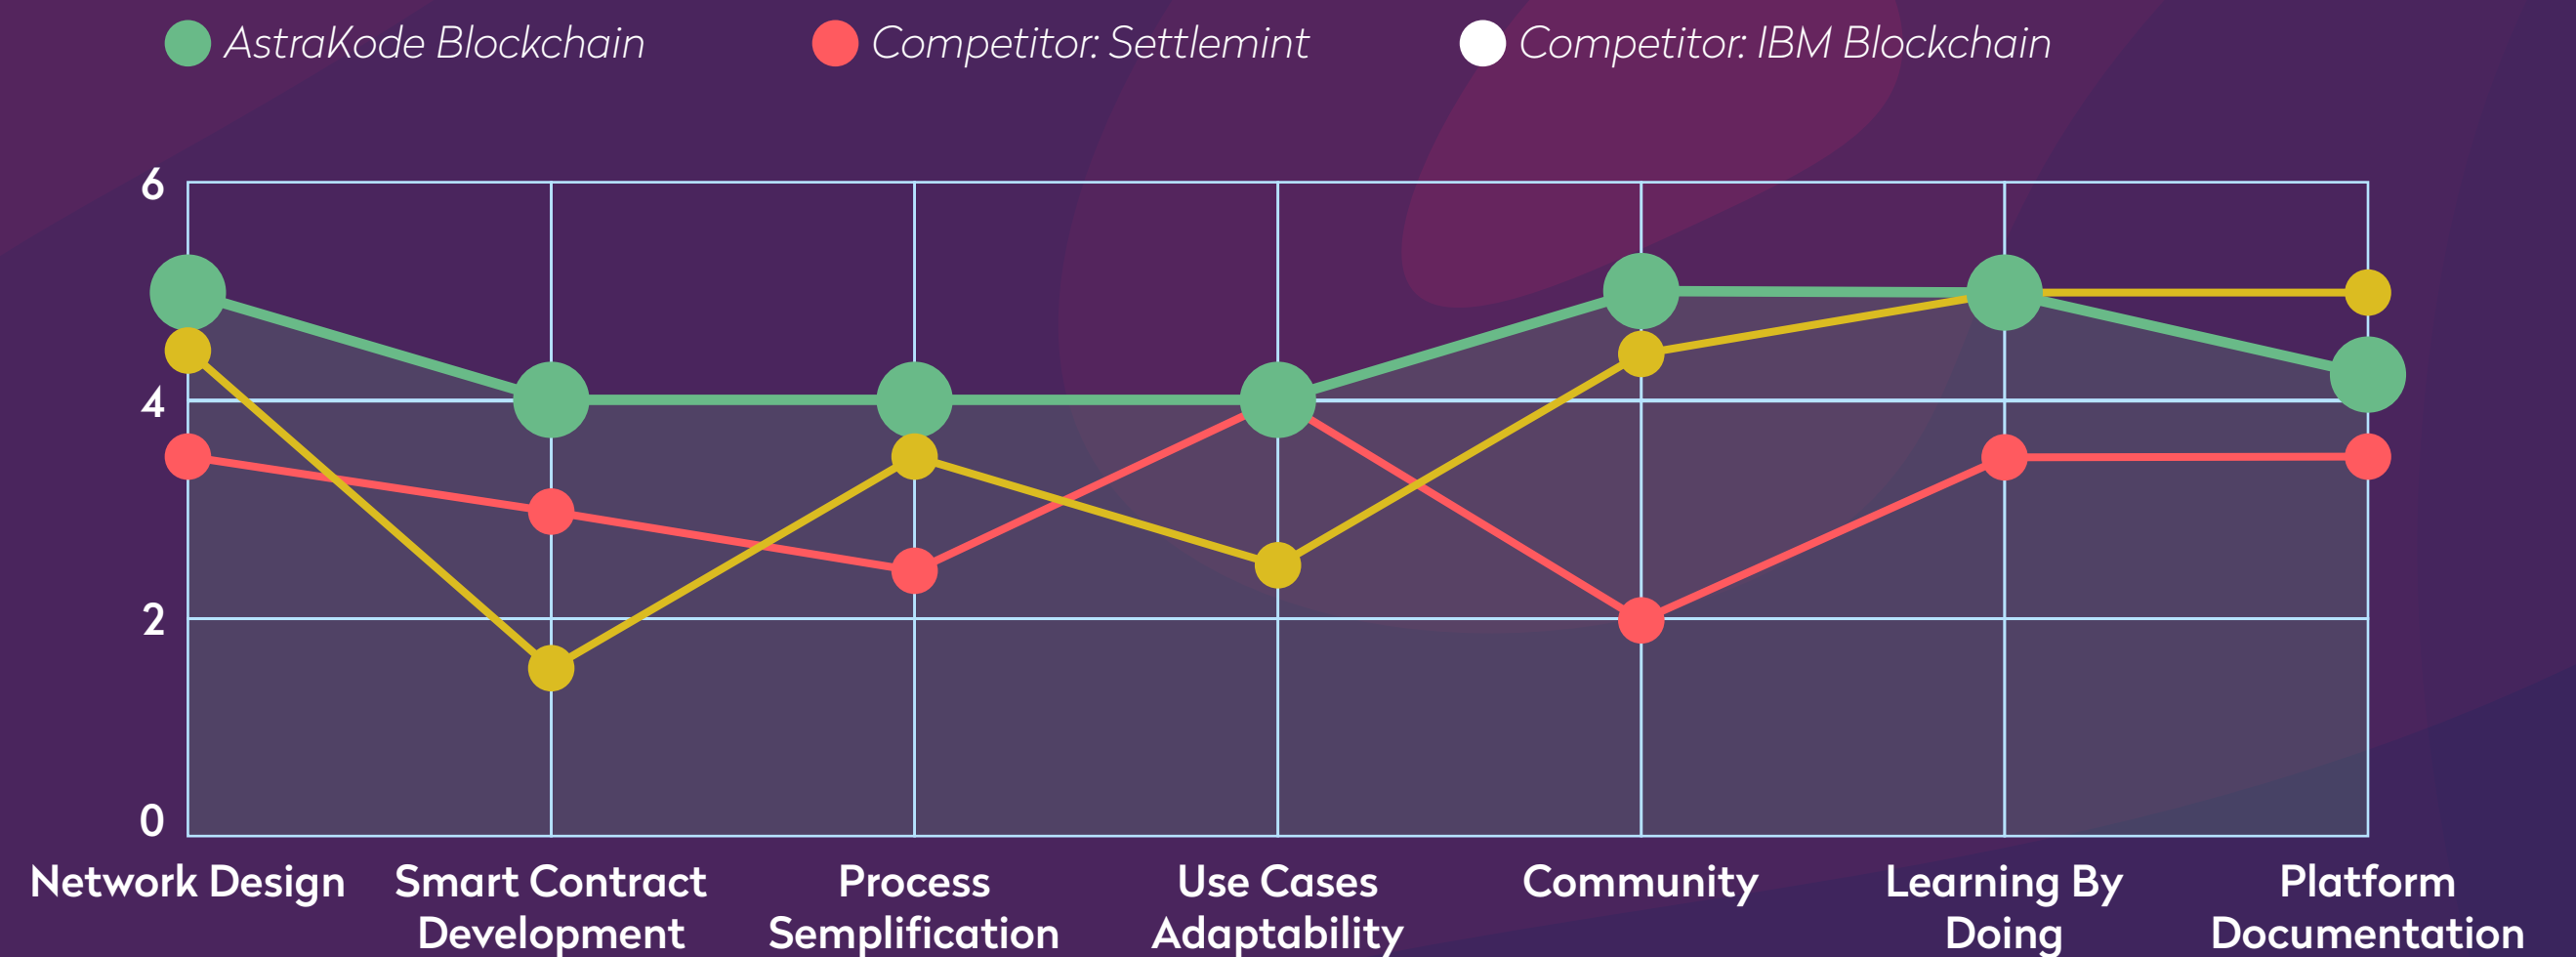 AstraKode Blockchain
Competitor: Settlemint
Competitor: IBM Blockchain
6
4
2
0
Network Design
Smart Contract
Development
Process
Semplification
Use Cases
Adaptability
Community
Learning By
Doing
Platform
Documentation